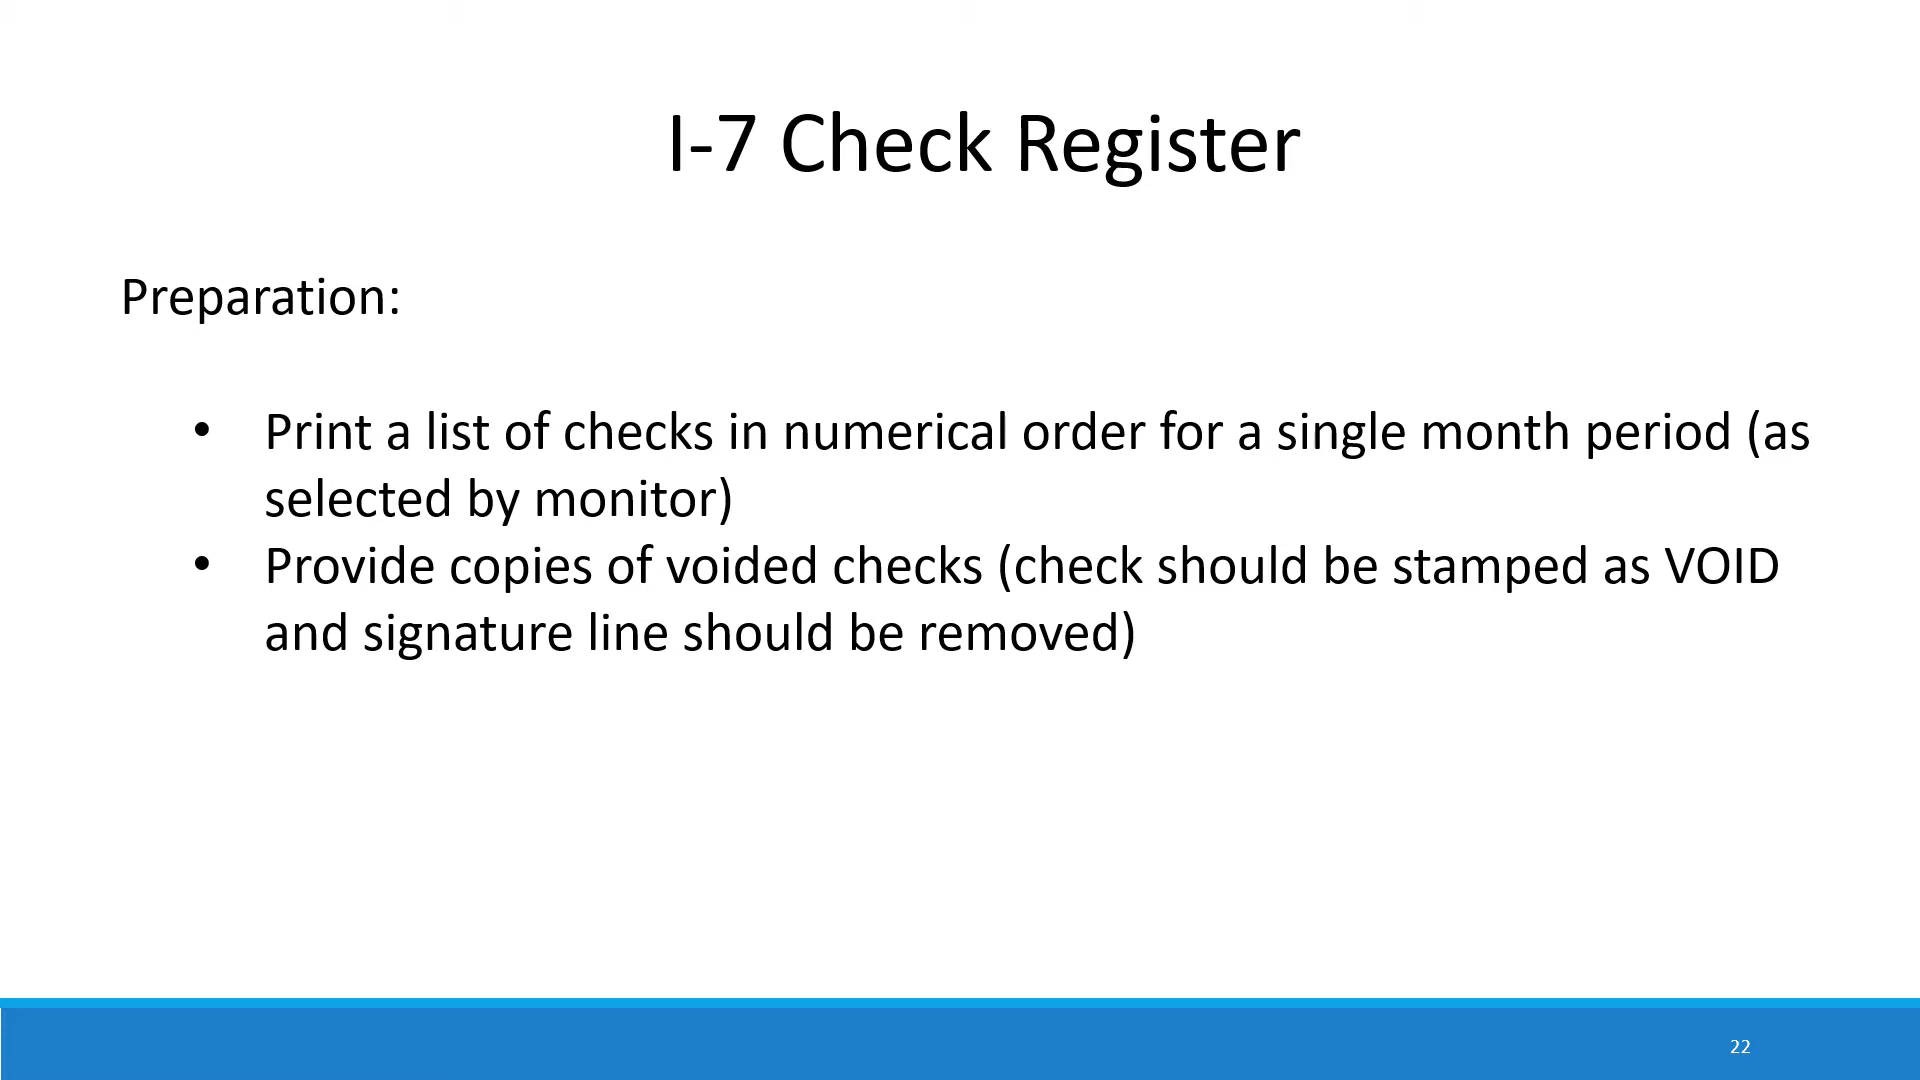 I-7 Check Register
Preparation:
• Print a list of checks in numerical order for a single month period (as
selected by monitor)
• Provide copies of voided checks (check should be stamped as VOID
and signature line should be removed)
22